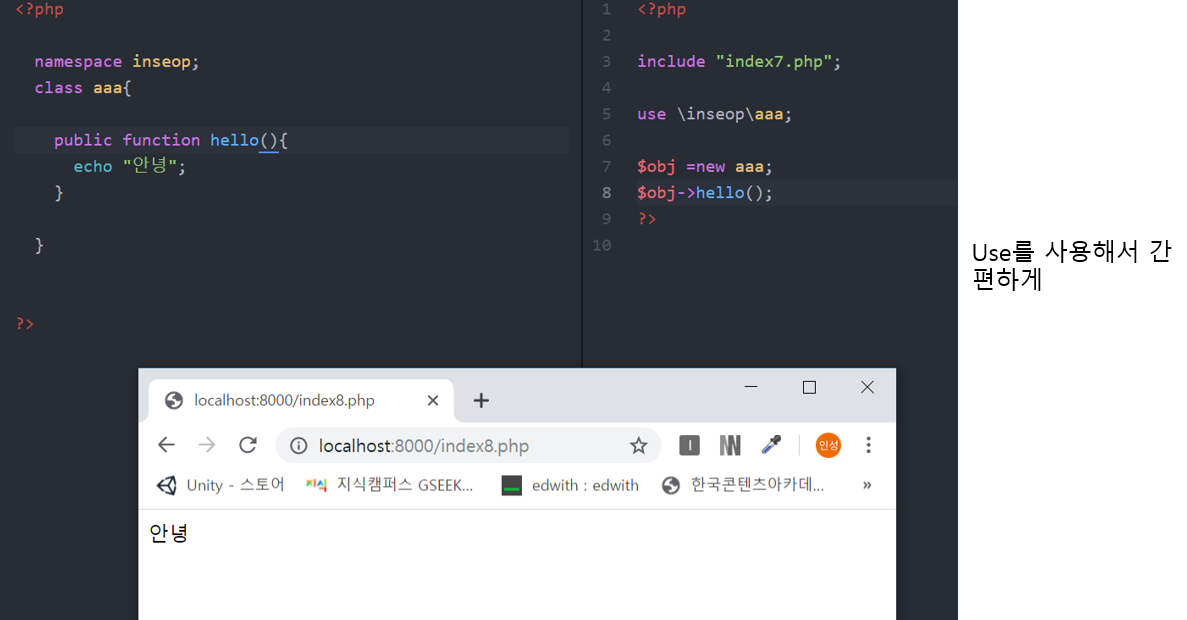 <?php
namespace inseop;
class aaa{
public function hello(){
echo "안녕";
}
}
?>
1 <?php
2
3 include "index7.php";
4
5 use \inseop\aaa;
6
7 $obj =new aaa;
8 $obj->hello();
9 ?>
10
Use를 사용해서 간
편하게
localhost:8000/index8.php
localhost:8000/index8.php
인성
Unity - 스토어 지식 지식캠퍼스 GSEEK... edwith : edwith 한국콘텐츠아카데... »
안녕